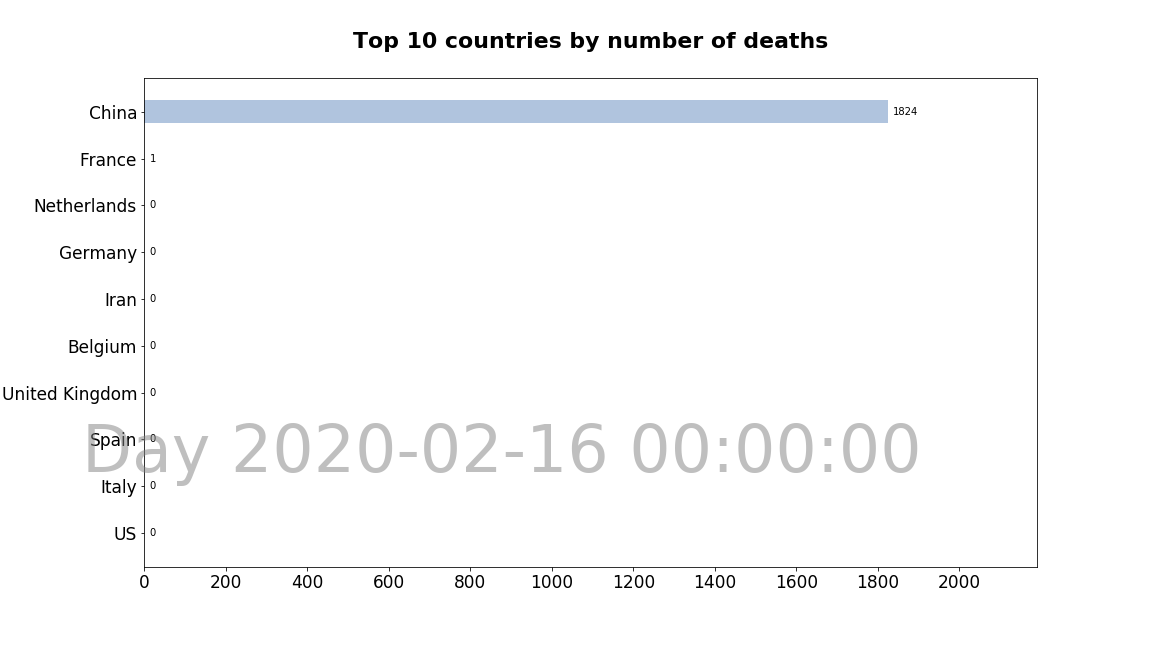 Top 10 countries by number of deaths
China 1824
France 1
Netherlands 0
Germany 0
Iran 0
Belgium 0
United Kingdom 0
Spain 0
Day 2020-02-16 00:00:00
Italy 0
US 0
0 200 400 600 800 1000 1200 1400 1600 1800 2000